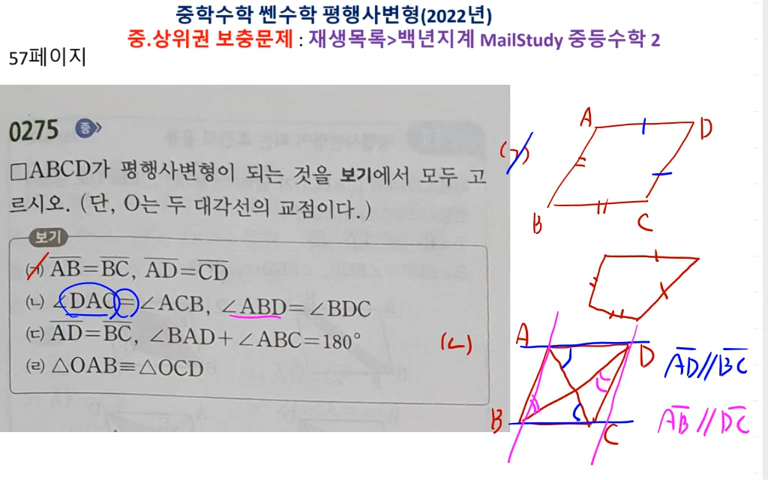 중학수학 쎈수학 평행사변형(2022년)
중.상위권 보충문제 : 재생목록>백년지계 MailStudy 중등수학 2
57페이지
0275 중
□ABCD가 평행사변형이 되는 것을 보기에서 모두 고
르시오. (단, O는 두 대각선의 교점이다.)
보기
(ㄱ) AB=BC, AD=CD
(ㄴ) ∠DAC=∠ACB, ∠ABD=∠BDC
(ㄷ) AD=BC, ∠BAD+∠ABC=180°
(ㄹ) △OAB≡△OCD
(ㄱ)
A
D
B
C
(ㄴ)
A
D
B
C
AD//BC
AB//DC